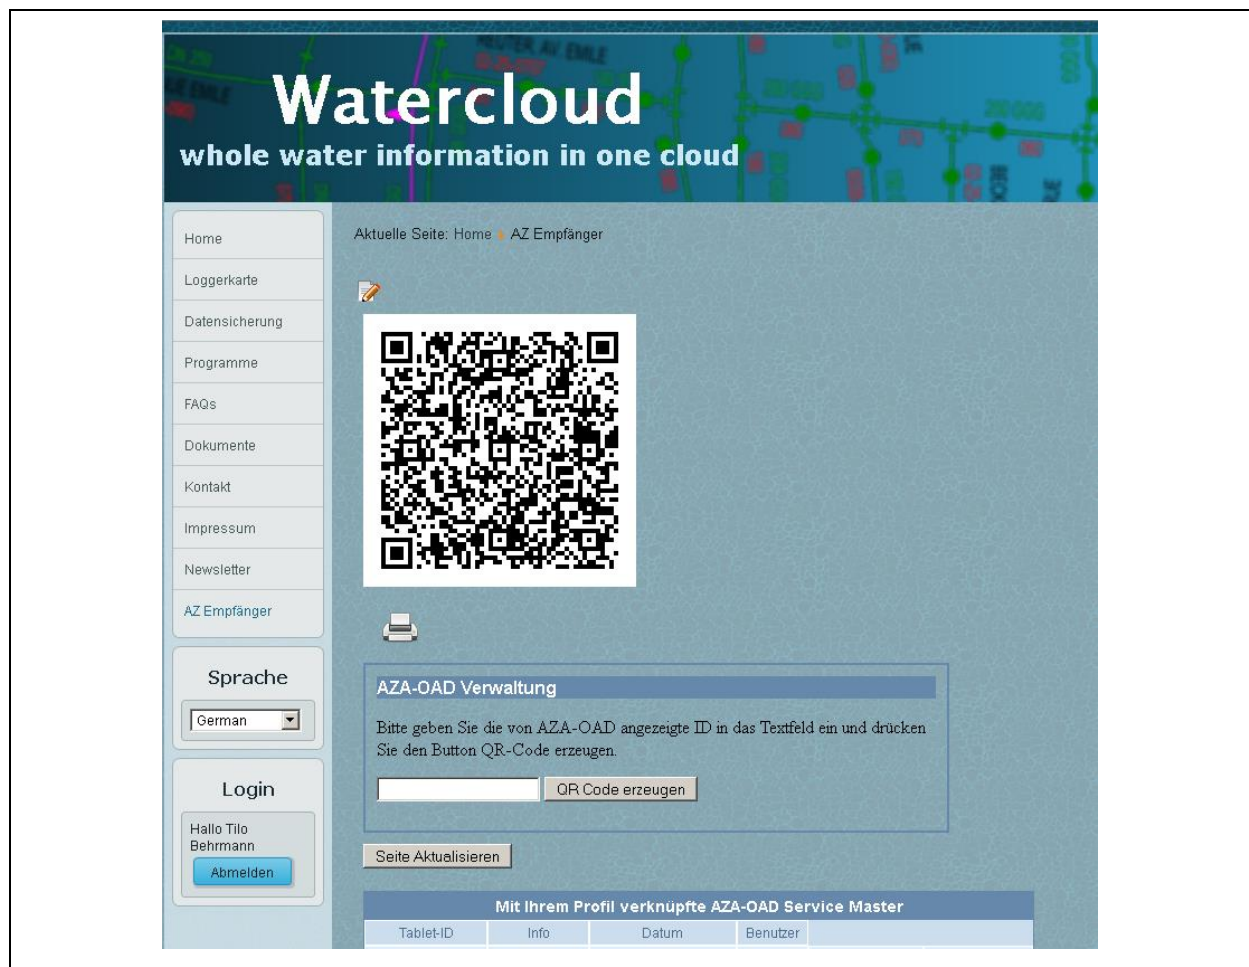 REUTER, AV. EMILE
Watercloud
whole water information in one cloud
Home
Loggerkarte
Datensicherung
Programme
FAQs
Dokumente
Kontakt
Impressum
Newsletter
AZ Empfänger
Sprache
German
Login
Hallo Tilo
Behrmann
Abmelden
Aktuelle Seite: Home AZ Empfänger
AZA-OAD Verwaltung
Bitte geben Sie die von AZA-OAD angezeigte ID in das Textfeld ein und drücken
Sie den Button QR-Code erzeugen.
QR Code erzeugen
Seite Aktualisieren
Mit Ihrem Profil verknüpfte AZA-OAD Service Master
Tablet-ID Info Datum Benutzer